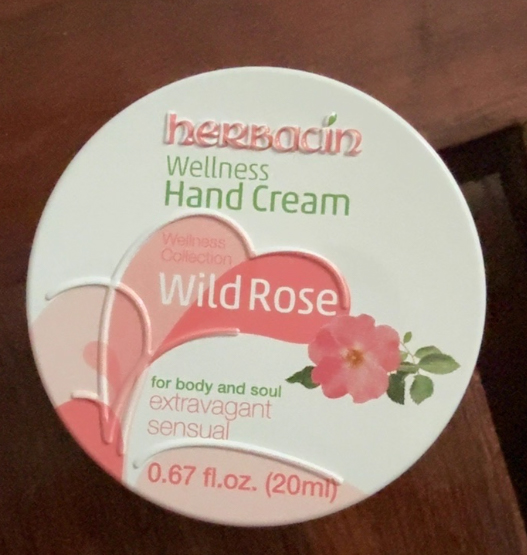 herbacin
Wellness
Hand Cream
Wellness
Collection
Wild Rose
for body and soul
extravagant
sensual
0.67 fl.oz. (20ml)